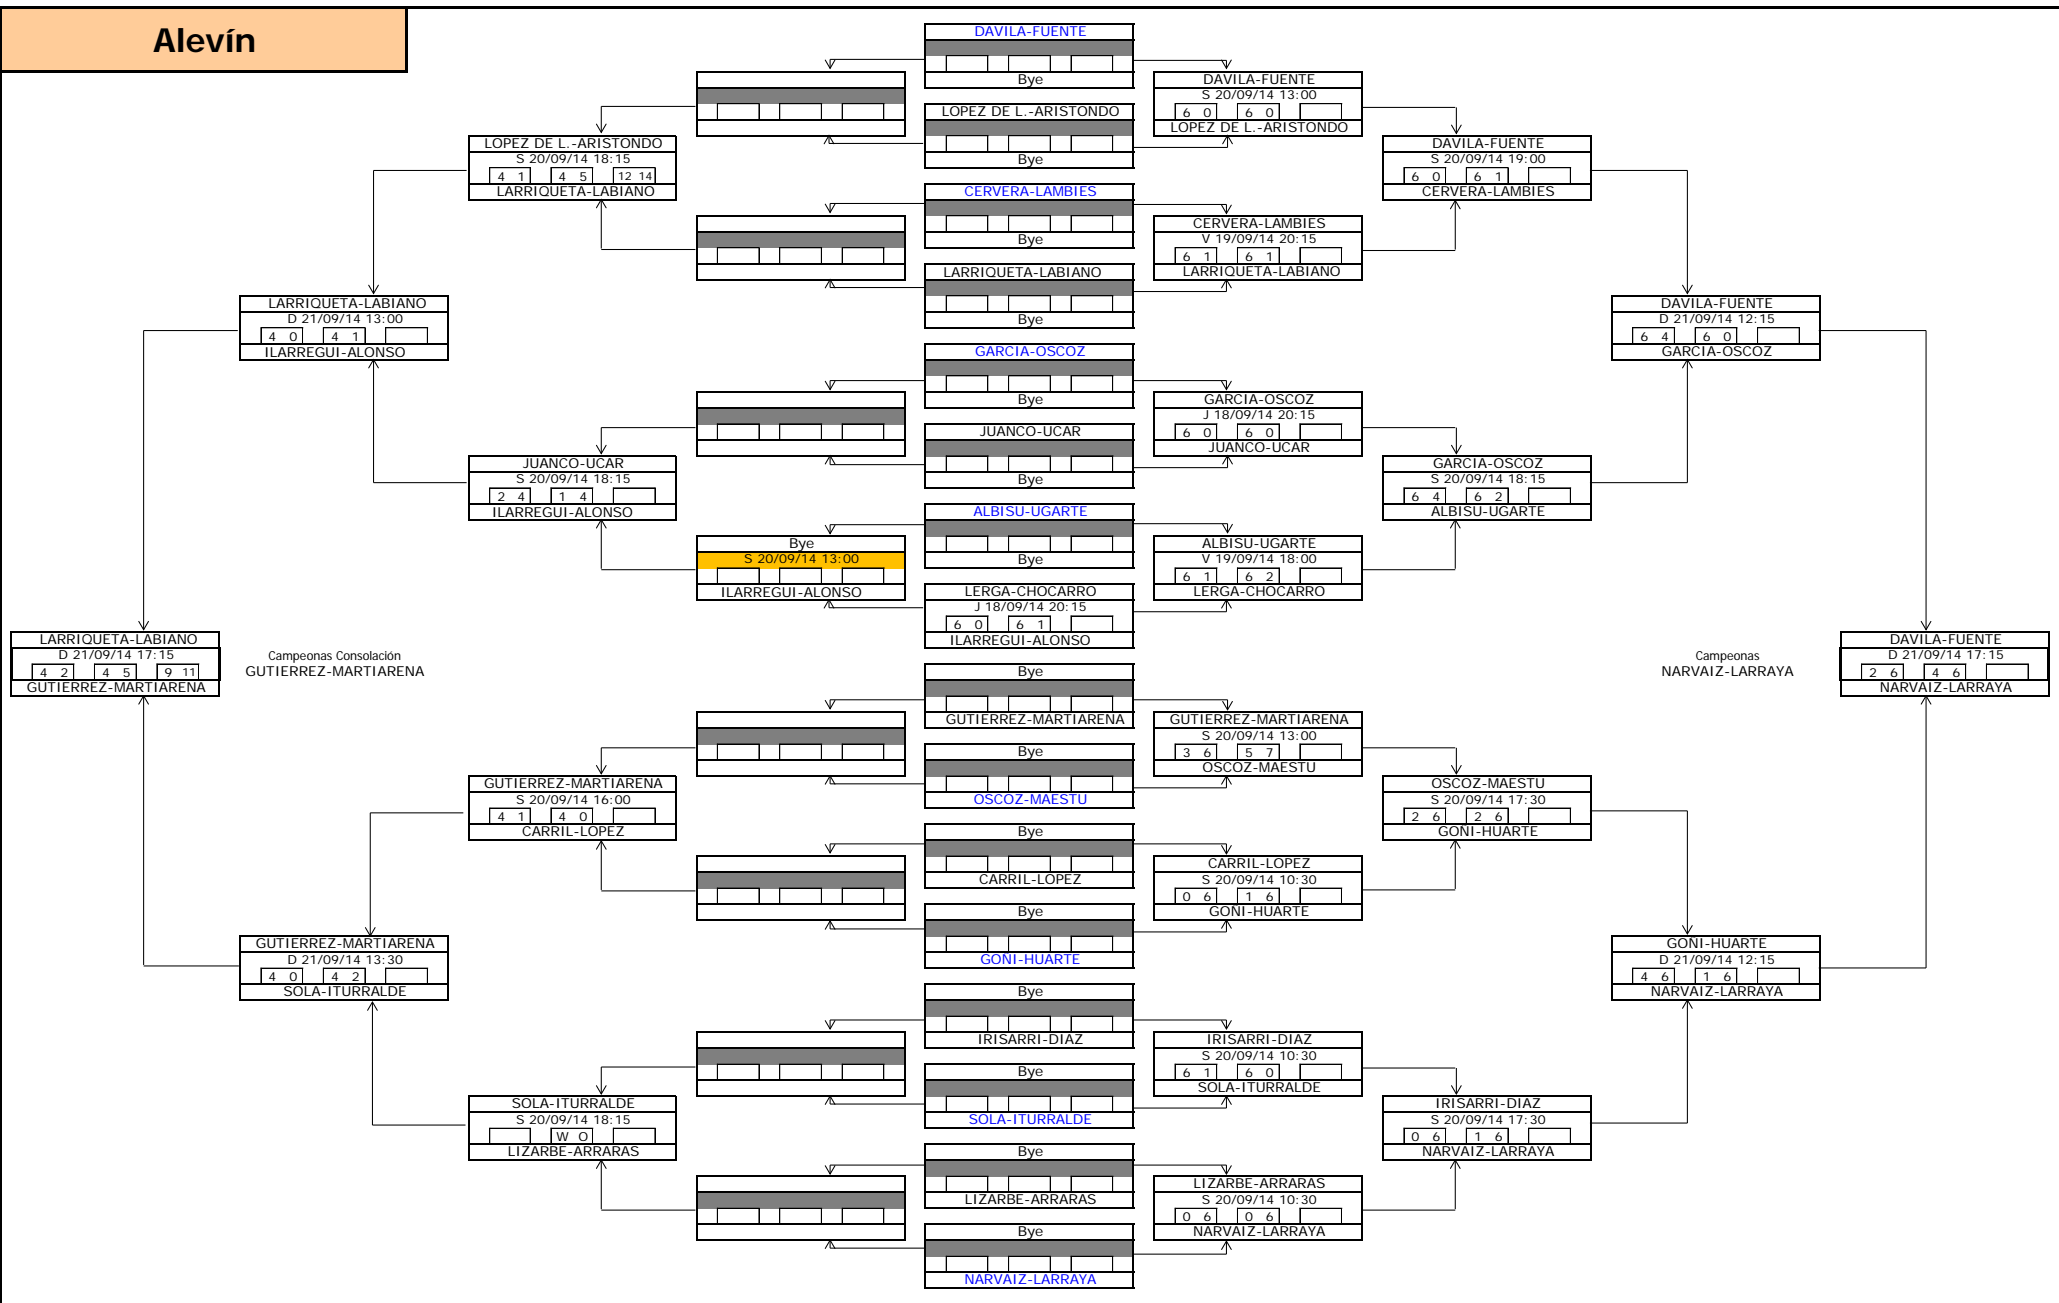 Alevín
DAVILA-FUENTE
Bye
LOPEZ DE L.-ARISTONDO
Bye
CERVERA-LAMBIES
Bye
LARRIQUETA-LABIANO
Bye
GARCIA-OSCOZ
Bye
JUANCO-UCAR
Bye
ALBISU-UGARTE
Bye
LERGA-CHOCARRO
J 18/09/14 20:15
6 0 6 1
ILARREGUI-ALONSO
Bye
GUTIERREZ-MARTIARENA
Bye
OSCOZ-MAESTU
Bye
CARRIL-LOPEZ
Bye
GOÑI-HUARTE
Bye
IRISARRI-DIAZ
Bye
SOLA-ITURRALDE
Bye
LIZARBE-ARRARAS
Bye
NARVAIZ-LARRAYA
DAVILA-FUENTE
S 20/09/14 13:00
6 0 6 0
LOPEZ DE L.-ARISTONDO
CERVERA-LAMBIES
V 19/09/14 20:15
6 1 6 1
LARRIQUETA-LABIANO
GARCIA-OSCOZ
J 18/09/14 20:15
6 0 6 0
JUANCO-UCAR
ALBISU-UGARTE
V 19/09/14 18:00
6 1 6 2
LERGA-CHOCARRO
GUTIERREZ-MARTIARENA
S 20/09/14 13:00
3 6 5 7
OSCOZ-MAESTU
CARRIL-LOPEZ
S 20/09/14 10:30
0 6 1 6
GOÑI-HUARTE
IRISARRI-DIAZ
S 20/09/14 10:30
6 1 6 0
SOLA-ITURRALDE
LIZARBE-ARRARAS
S 20/09/14 10:30
0 6 0 6
NARVAIZ-LARRAYA
DAVILA-FUENTE
S 20/09/14 19:00
6 0 6 1
CERVERA-LAMBIES
GARCIA-OSCOZ
S 20/09/14 18:15
6 4 6 2
ALBISU-UGARTE
OSCOZ-MAESTU
S 20/09/14 17:30
2 6 2 6
GOÑI-HUARTE
IRISARRI-DIAZ
S 20/09/14 17:30
0 6 1 6
NARVAIZ-LARRAYA
DAVILA-FUENTE
D 21/09/14 12:15
6 4 6 0
GARCIA-OSCOZ
GOÑI-HUARTE
D 21/09/14 12:15
4 6 1 6
NARVAIZ-LARRAYA
DAVILA-FUENTE
D 21/09/14 17:15
2 6 4 6
NARVAIZ-LARRAYA
Campeonas
NARVAIZ-LARRAYA
Bye
S 20/09/14 13:00
ILARREGUI-ALONSO
LOPEZ DE L.-ARISTONDO
S 20/09/14 18:15
4 1 4 5 12 14
LARRIQUETA-LABIANO
JUANCO-UCAR
S 20/09/14 18:15
2 4 1 4
ILARREGUI-ALONSO
GUTIERREZ-MARTIARENA
S 20/09/14 16:00
4 1 4 0
CARRIL-LOPEZ
SOLA-ITURRALDE
S 20/09/14 18:15
W O
LIZARBE-ARRARAS
LARRIQUETA-LABIANO
D 21/09/14 13:00
4 0 4 1
ILARREGUI-ALONSO
GUTIERREZ-MARTIARENA
D 21/09/14 13:30
4 0 4 2
SOLA-ITURRALDE
LARRIQUETA-LABIANO
D 21/09/14 17:15
4 2 4 5 9 11
GUTIERREZ-MARTIARENA
Campeonas Consolación
GUTIERREZ-MARTIARENA